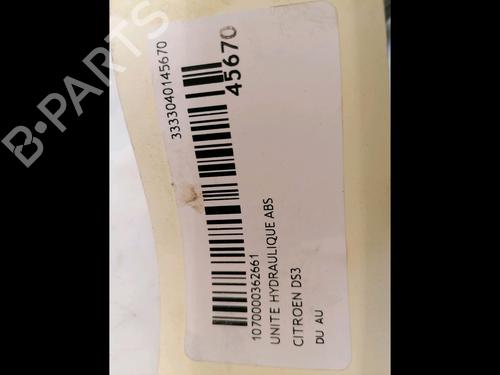 B-PARTS
3333040145670
45670
1070000362661
UNITE HYDRAULIQUE ABS
CITROEN DS3
DU AU